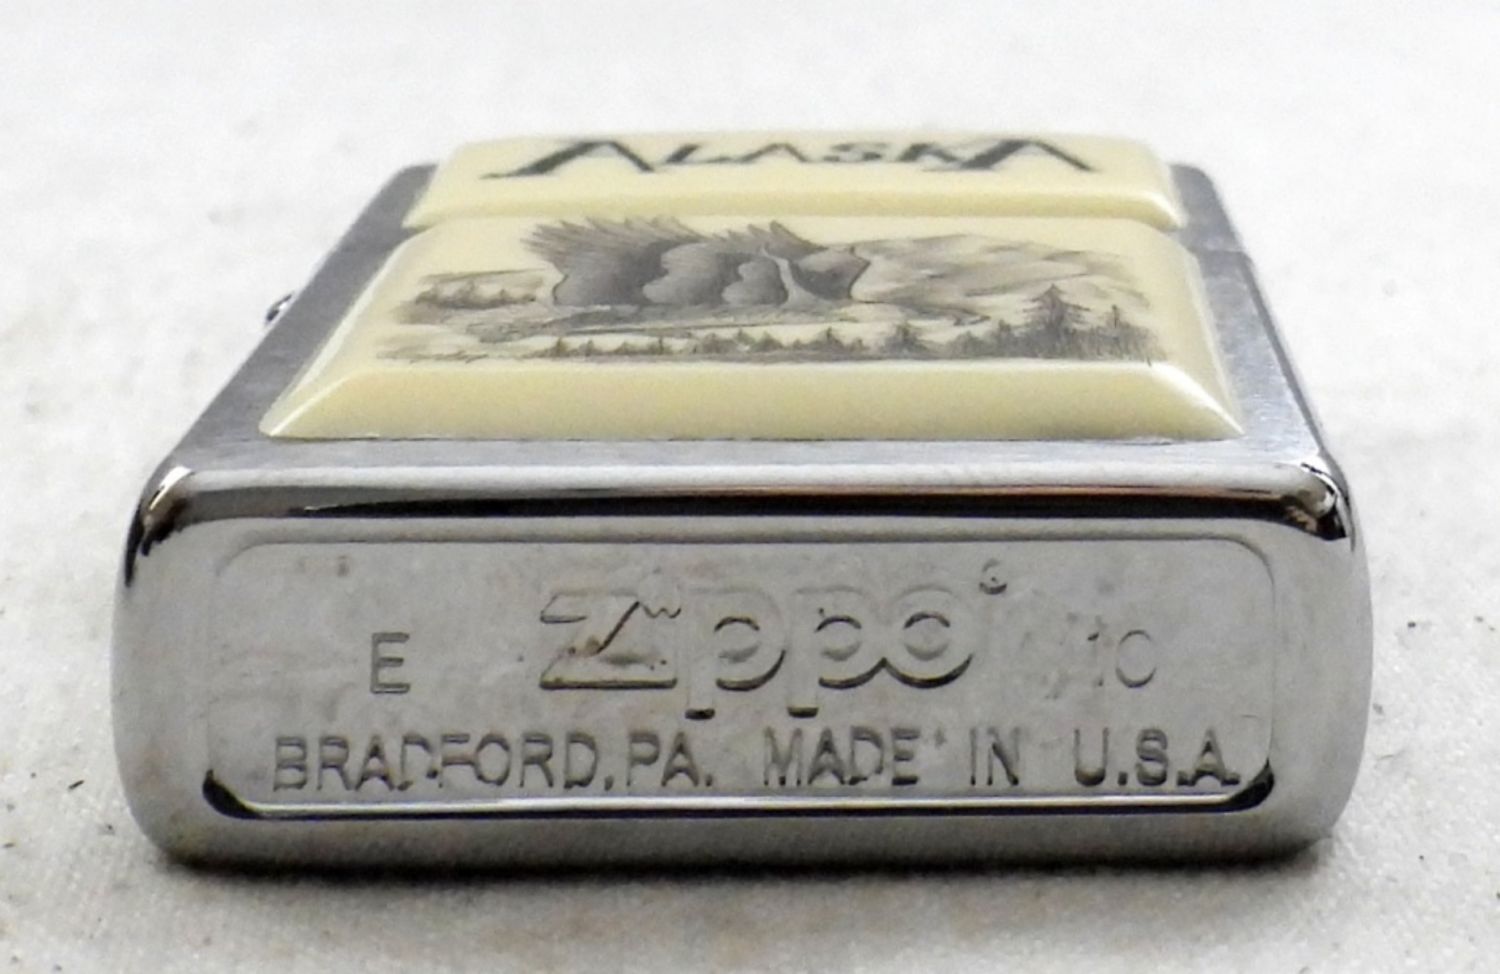 ALASKA
E Zippo 10
BRADFORD, PA. MADE IN U.S.A.